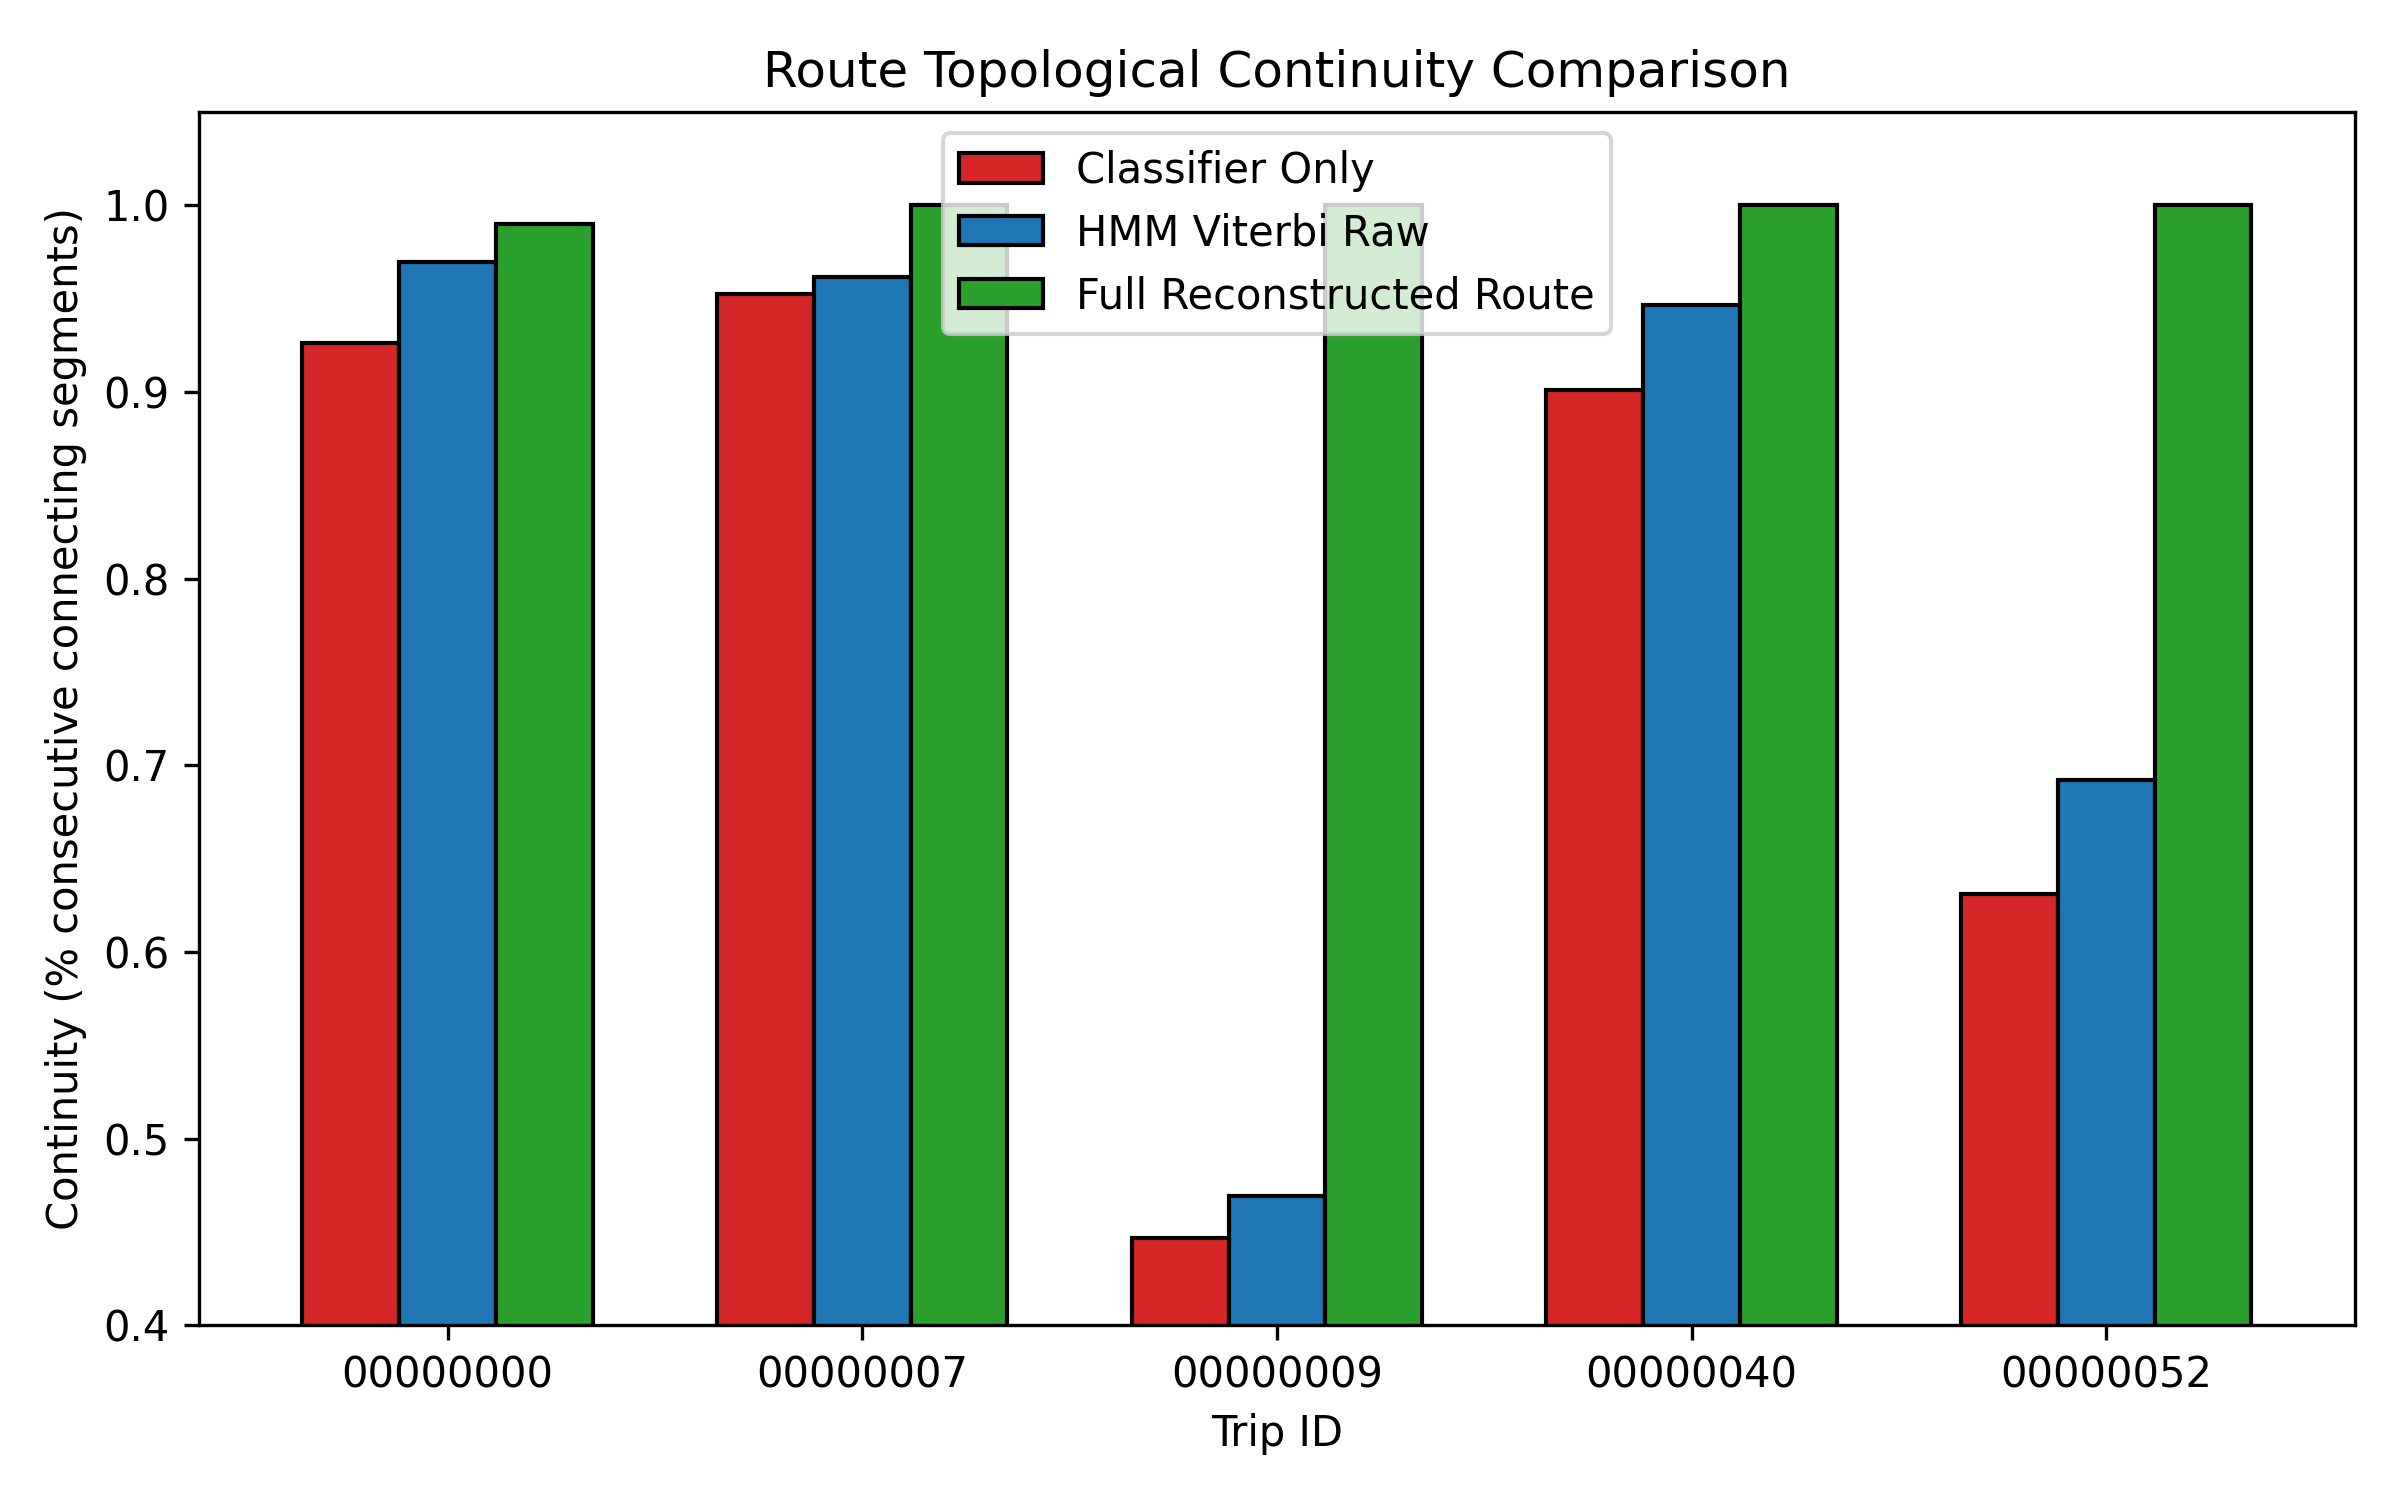 Route Topological Continuity Comparison
Classifier Only
HMM Viterbi Raw
Full Reconstructed Route
Continuity (% consecutive connecting segments)
1.0
0.9
0.8
0.7
0.6
0.5
0.4
00000000 00000007 00000009 00000040 00000052
Trip ID